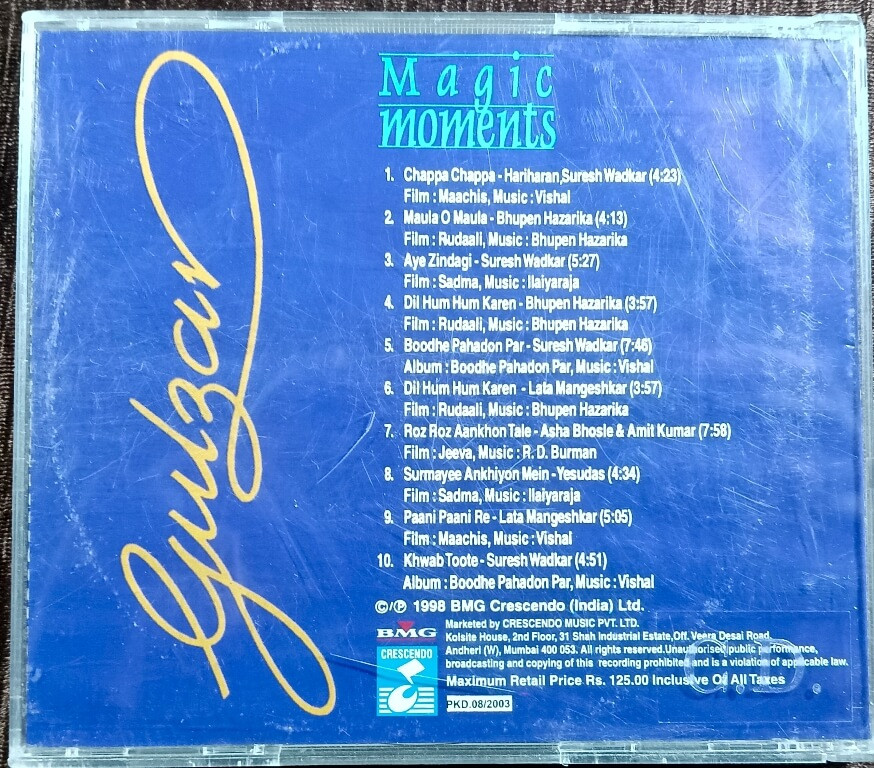 Gulzar
Magic
moments
1. Chappa Chappa - Hariharan,Suresh Wadkar (4:23)
Film : Maachis, Music : Vishal
2. Maula O Maula - Bhupen Hazarika (4:13)
Film : Rudaali, Music : Bhupen Hazarika
3. Aye Zindagi - Suresh Wadkar (5:27)
Film : Sadma, Music : Ilaiyaraja
4. Dil Hum Hum Karen - Bhupen Hazarika (3:57)
Film : Rudaali, Music : Bhupen Hazarika
5. Boodhe Pahadon Par - Suresh Wadkar (7:46)
Album : Boodhe Pahadon Par, Music : Vishal
6. Dil Hum Hum Karen - Lata Mangeshkar (3:57)
Film : Rudaali, Music : Bhupen Hazarika
7. Roz Roz Aankhon Tale - Asha Bhosle & Amit Kumar (7:58)
Film : Jeeva, Music : R. D. Burman
8. Surmayee Ankhiyon Mein - Yesudas (4:34)
Film : Sadma, Music : Ilaiyaraja
9. Paani Paani Re - Lata Mangeshkar (5:05)
Film : Maachis, Music : Vishal
10. Khwab Toote - Suresh Wadkar (4:51)
Album : Boodhe Pahadon Par, Music : Vishal
©/℗ 1998 BMG Crescendo (India) Ltd.
BMG
CRESCENDO
Marketed by CRESCENDO MUSIC PVT. LTD.
Kolsite House, 2nd Floor, 31 Shah Industrial Estate,Off. Veera Desai Road,
Andheri (W), Mumbai 400 053. All rights reserved.Unauthorised public performance,
broadcasting and copying of this recording prohibited and is a violation of applicable law.
Maximum Retail Price Rs. 125.00 Inclusive Of All Taxes
PKD.08/2003
C.D.